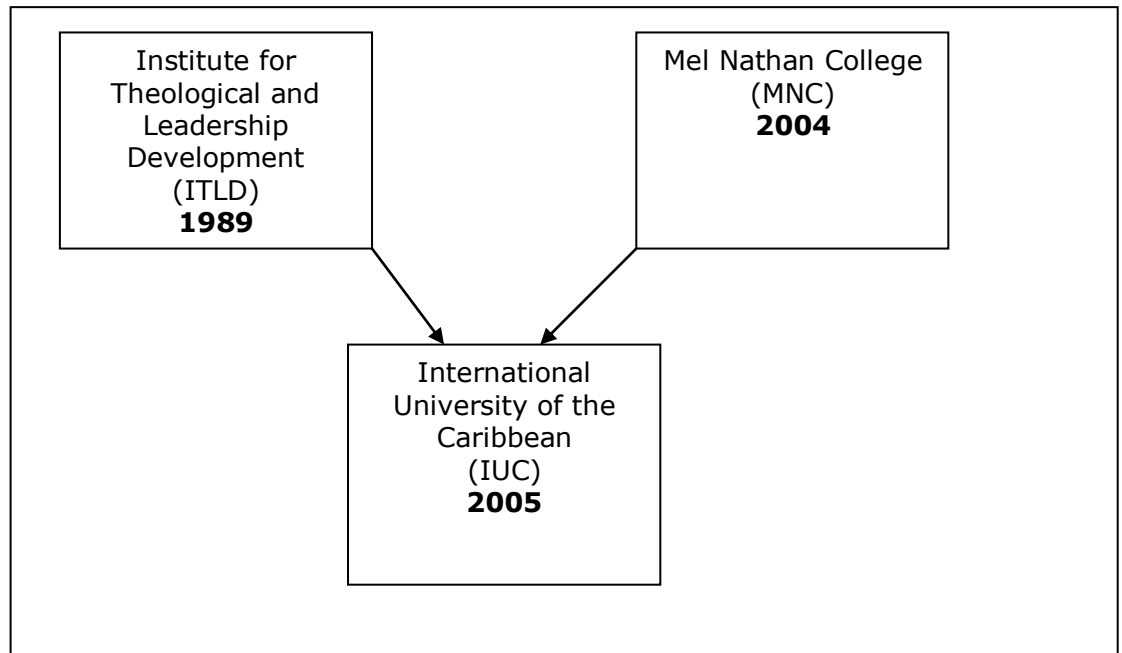 Institute for
Theological and
Leadership
Development
(ITLD)
1989
Mel Nathan College
(MNC)
2004
International
University of the
Caribbean
(IUC)
2005